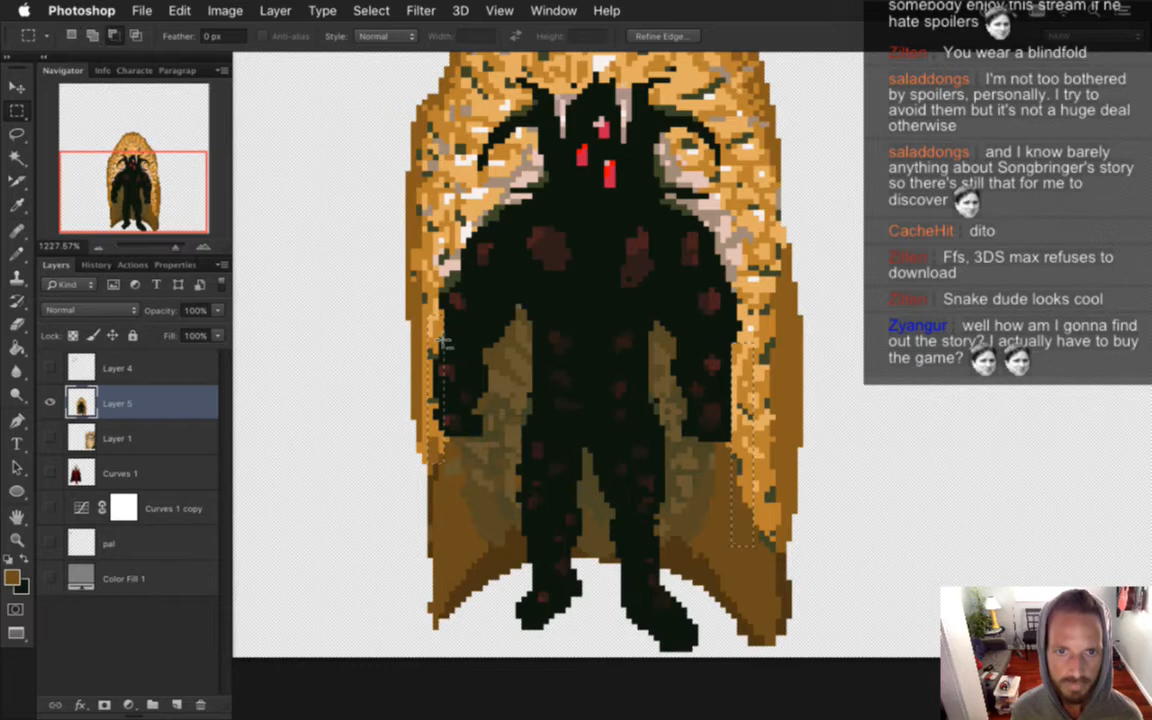 Photoshop File Edit Image Layer Type Select Filter 3D View Window Help
Feather: 0 px Anti-alias Style: Normal Width: Height: Refine Edge...
Navigator Info Characte Paragrap
1227.57%
Layers History Actions Properties
Kind
Normal Opacity: 100%
Lock: Fill: 100%
Layer 4
Layer 5
Layer 1
Curves 1
Curves 1 copy
pal
Color Fill 1
fx
somebody enjoy this stream if he
hate spoilers
You wear a blindfold
saladdongs I'm not too bothered
by spoilers, personally. I try to
avoid them but it's not a huge deal
otherwise
saladdongs and I know barely
anything about Songbringer's story
so there's still that for me to
discover
CacheHit dito
Ffs, 3DS max refuses to
download
Snake dude looks cool
Zyangur well how am I gonna find
out the story? I actually have to buy
the game?